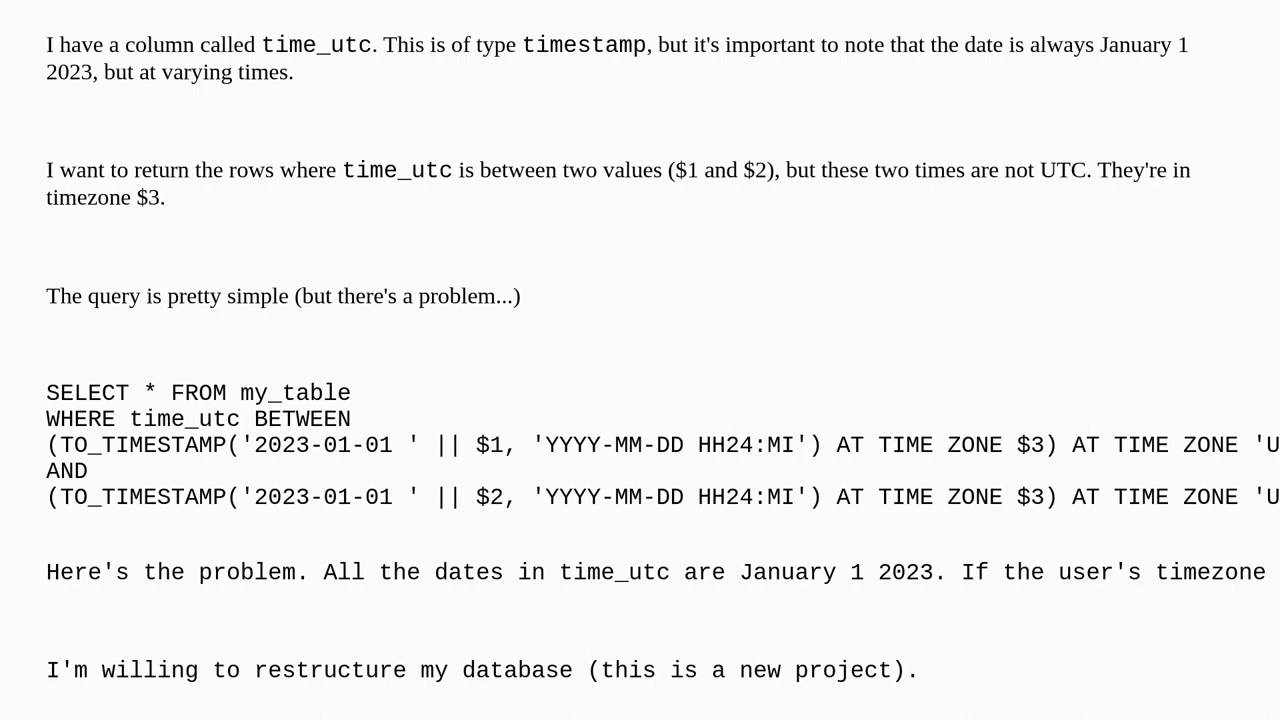 I have a column called time_utc. This is of type timestamp, but it's important to note that the date is always January 1
2023, but at varying times.
I want to return the rows where time_utc is between two values ($1 and $2), but these two times are not UTC. They're in
timezone $3.
The query is pretty simple (but there's a problem...)
SELECT * FROM my_table
WHERE time_utc BETWEEN
(TO_TIMESTAMP('2023-01-01 ' || $1, 'YYYY-MM-DD HH24:MI') AT TIME ZONE $3) AT TIME ZONE 'U
AND
(TO_TIMESTAMP('2023-01-01 ' || $2, 'YYYY-MM-DD HH24:MI') AT TIME ZONE $3) AT TIME ZONE 'U
Here's the problem. All the dates in time_utc are January 1 2023. If the user's timezone
I'm willing to restructure my database (this is a new project).